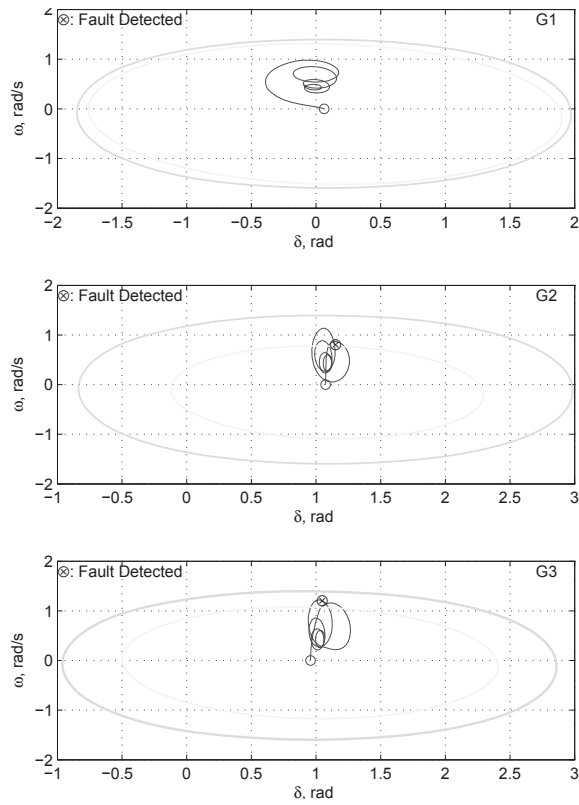 ⊗: Fault Detected G1
2
1
0
−1
−2
ω, rad/s
−2 −1.5 −1 −0.5 0 0.5 1 1.5 2
δ, rad
⊗: Fault Detected G2
2
1
0
−1
−2
ω, rad/s
−1 −0.5 0 0.5 1 1.5 2 2.5 3
δ, rad
⊗: Fault Detected G3
2
1
0
−1
−2
ω, rad/s
−1 −0.5 0 0.5 1 1.5 2 2.5 3
δ, rad